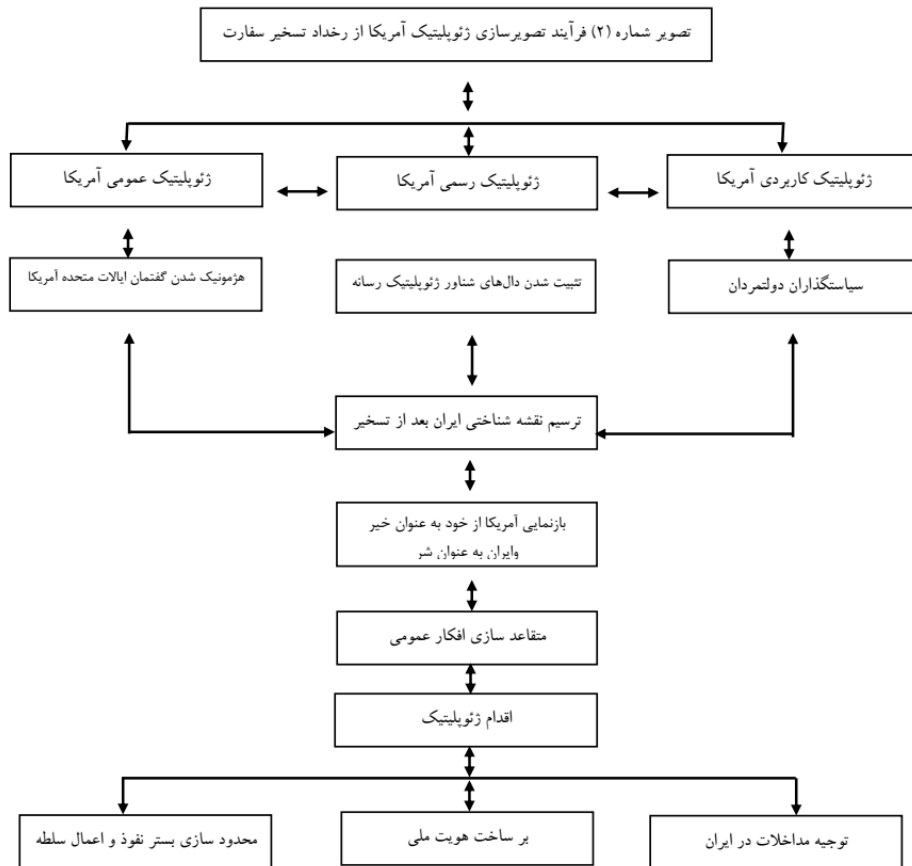 تصویر شماره (۲) فرآیند تصویرسازی ژئوپلیتیک آمریکا از رخداد تسخیر سفارت
ژئوپلیتیک کاربردی آمریکا
ژئوپلیتیک رسمی آمریکا
ژئوپلیتیک عمومی آمریکا
سیاستگذاران دولتمردان
تثبیت شدن دال‌های شناور ژئوپلیتیک رسانه
هژمونیک شدن گفتمان ایالات متحده آمریکا
ترسیم نقشه شناختی ایران بعد از تسخیر
بازنمایی آمریکا از خود به عنوان خیر
وایران به عنوان شر
متقاعد سازی افکار عمومی
اقدام ژئوپلیتیک
توجیه مداخلات در ایران
بر ساخت هویت ملی
محدود سازی بستر نفوذ و اعمال سلطه